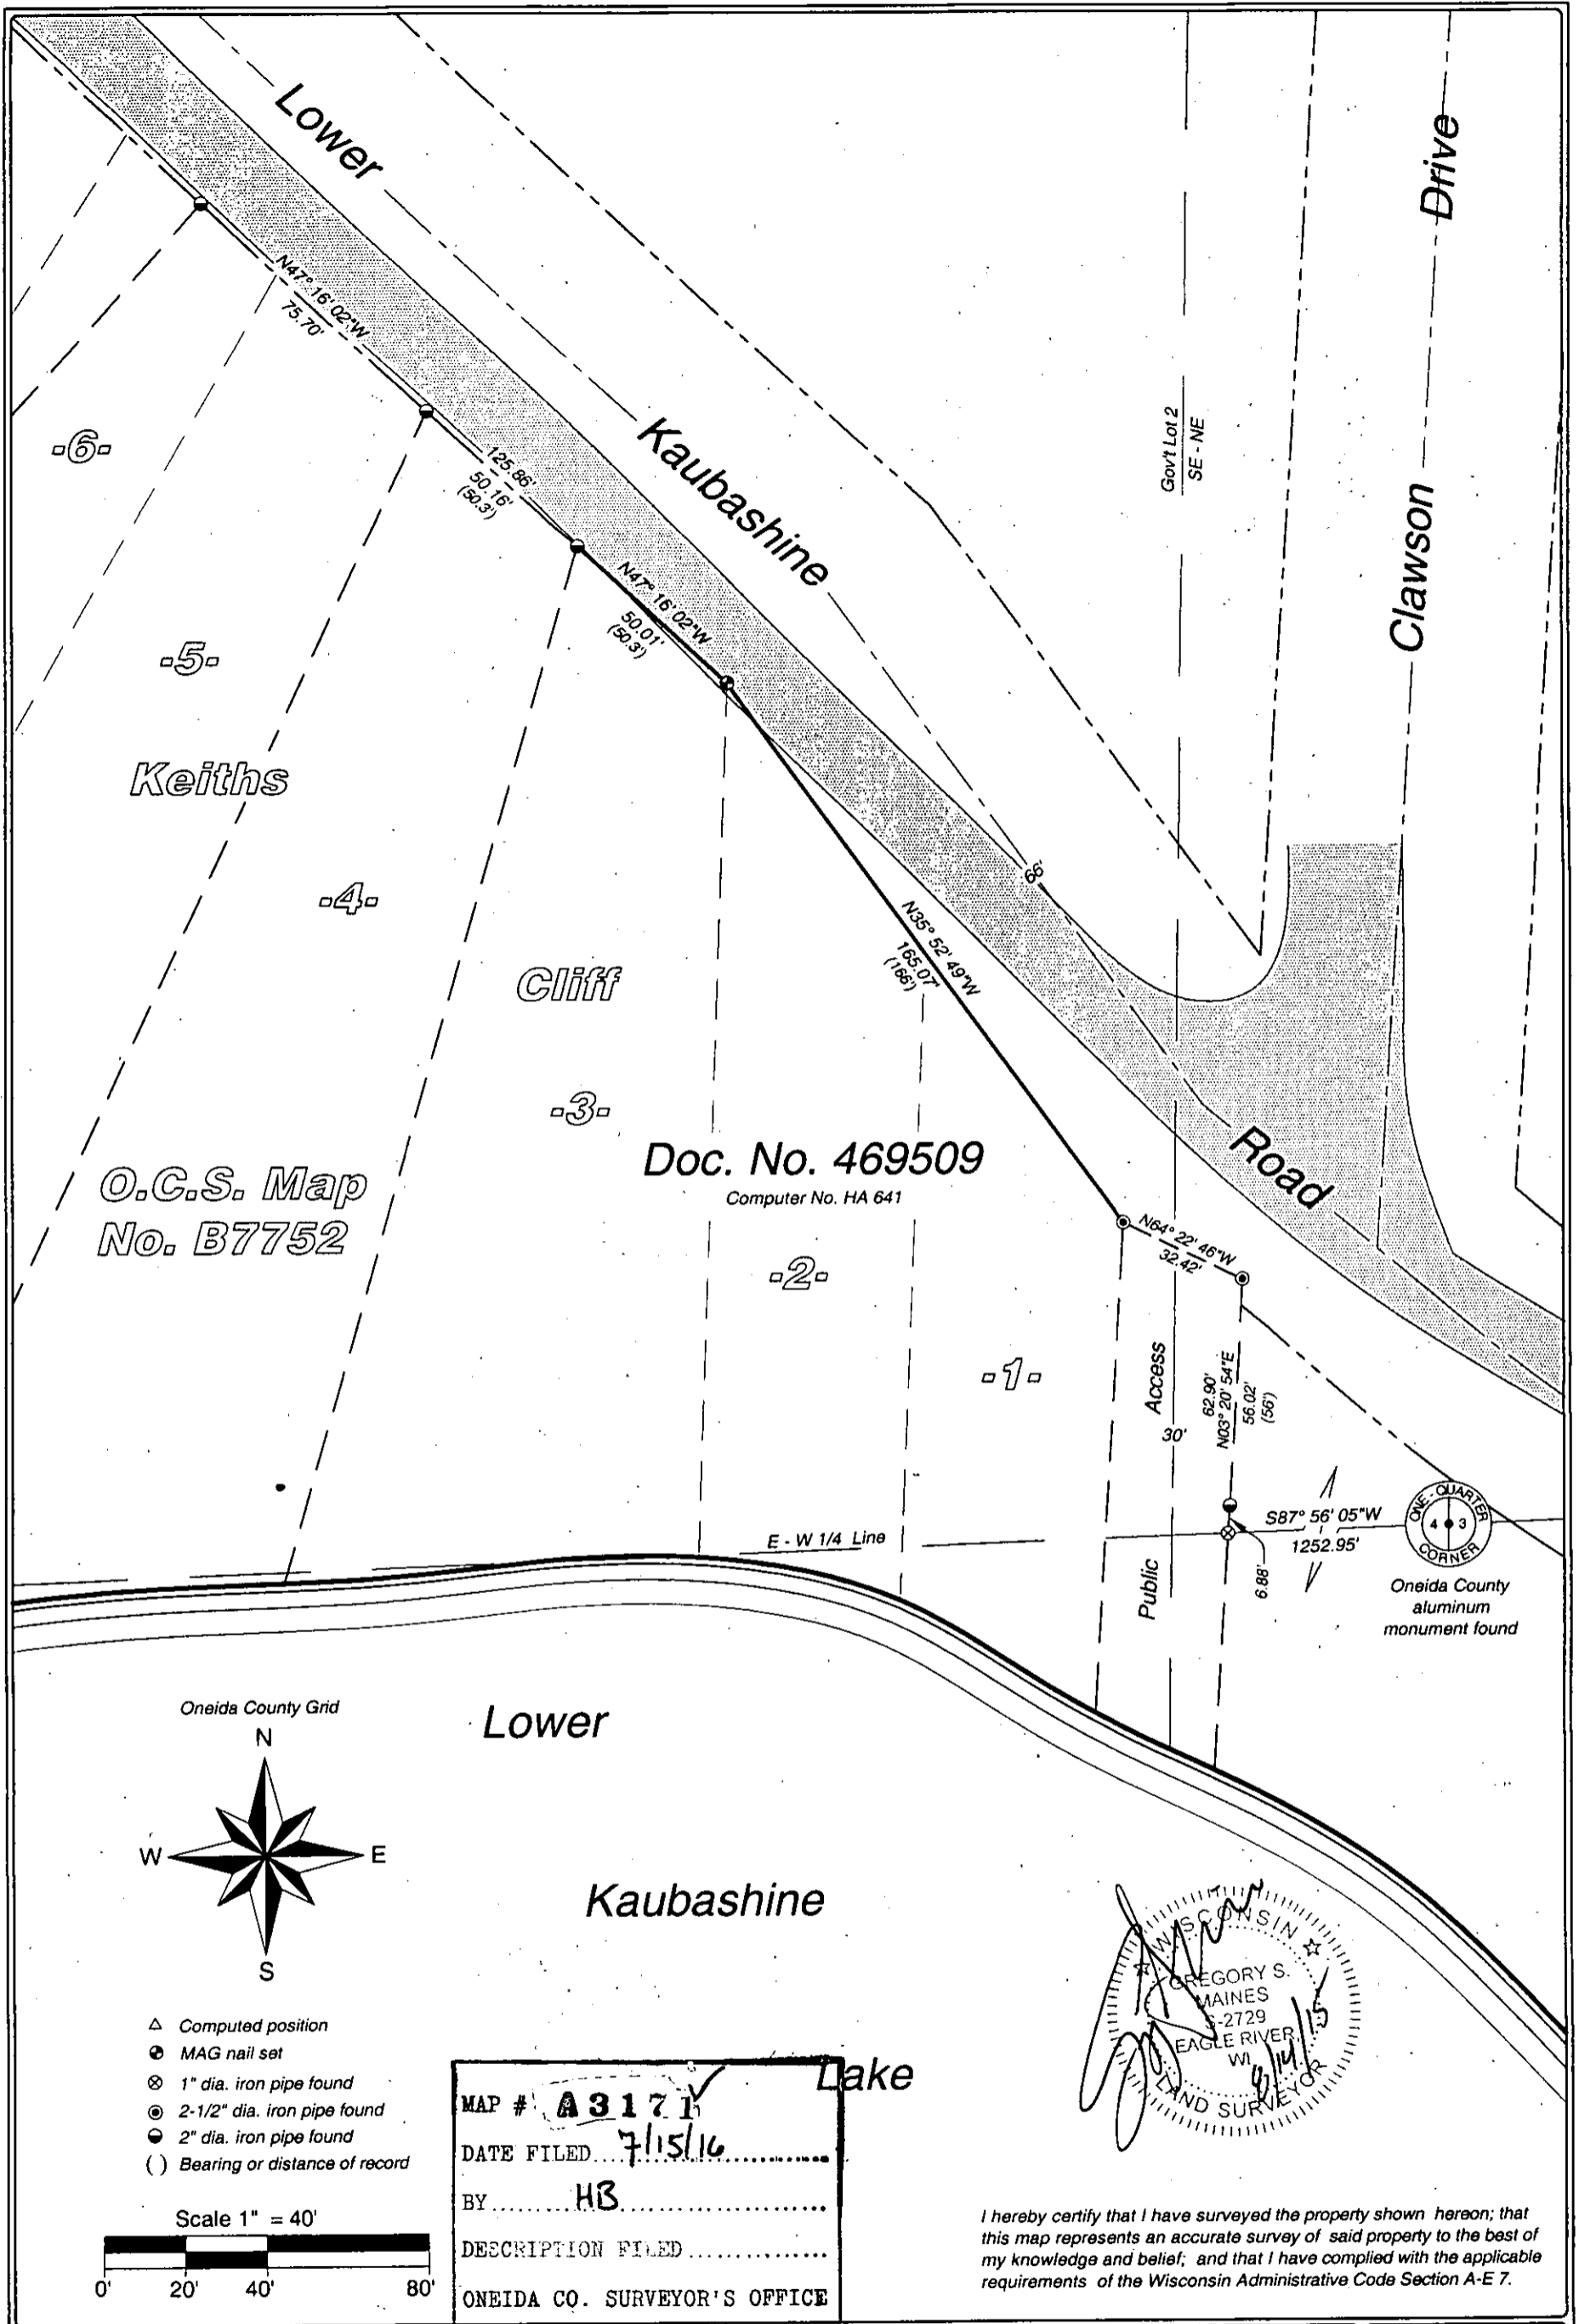 Lower
Drive
N47° 16' 02"W
75.70'
Gov't Lot 2
SE - NE
-6-
125.86'
50.16'
(50.3')
Kaubashine
Clawson
N47° 16' 02"W
50.01'
(50.3')
-5-
Keiths
-4-
66'
N35° 52' 49"W
165.07'
(166')
Cliff
-3-
Doc. No. 469509
Computer No. HA 641
O.C.S. Map
No. B7752
Road
N64° 22' 46"W
32.42'
-2-
-1-
Access
30'
Public
62.90'
N03° 20' 54"E
56.02'
(56')
E - W 1/4 Line
S87° 56' 05"W
1252.95'
6.88'
ONE - QUARTER
4 3
CORNER
Oneida County
aluminum
monument found
Oneida County Grid
N
W E
S
Lower
Kaubashine
Lake
WISCONSIN
GREGORY S.
MAINES
S-2729
EAGLE RIVER,
WI
LAND SURVEYOR
Computed position
MAG nail set
1" dia. iron pipe found
2-1/2" dia. iron pipe found
2" dia. iron pipe found
( ) Bearing or distance of record
Scale 1" = 40'
0' 20' 40' 80'
MAP # A3171
DATE FILED 7/15/16
BY HB
DESCRIPTION FILED
ONEIDA CO. SURVEYOR'S OFFICE
I hereby certify that I have surveyed the property shown hereon; that
this map represents an accurate survey of said property to the best of
my knowledge and belief; and that I have complied with the applicable
requirements of the Wisconsin Administrative Code Section A-E 7.